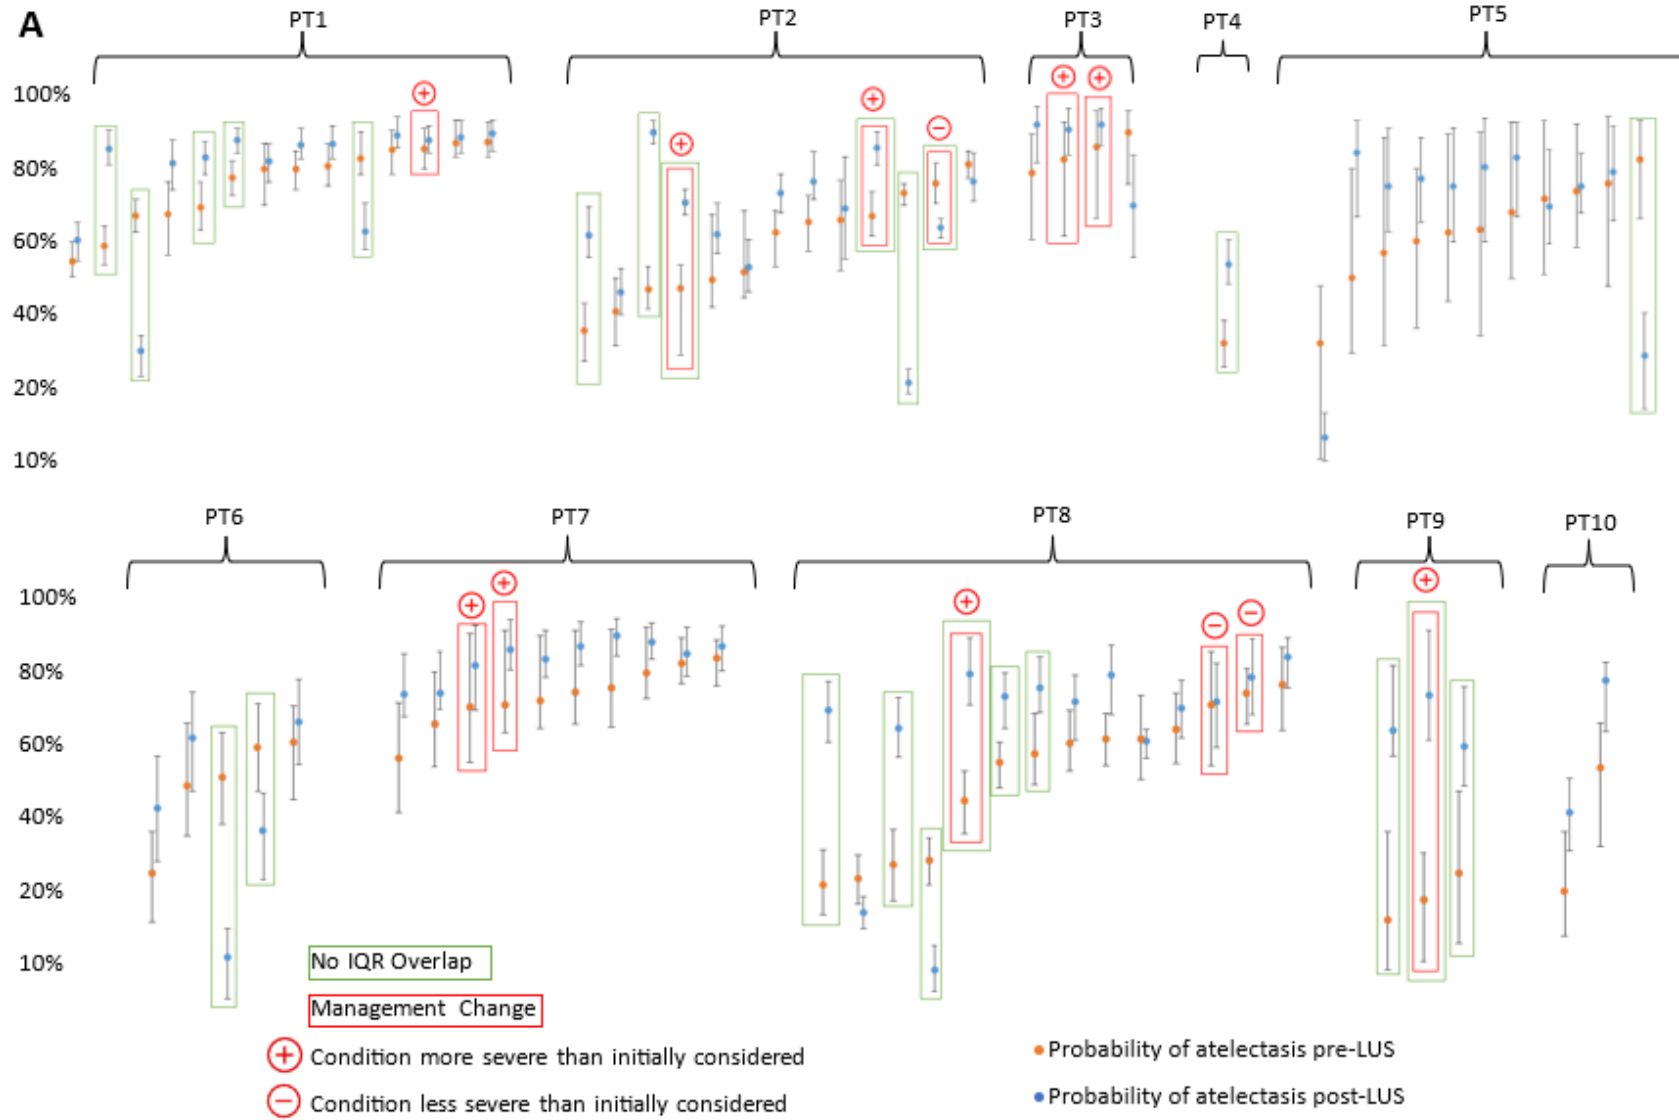 A
PT1
PT2
PT3
PT4
PT5
100%
80%
60%
40%
20%
10%
PT6
PT7
PT8
PT9
PT10
100%
80%
60%
40%
20%
10%
No IQR Overlap
Management Change
Condition more severe than initially considered
Condition less severe than initially considered
Probability of atelectasis pre-LUS
Probability of atelectasis post-LUS